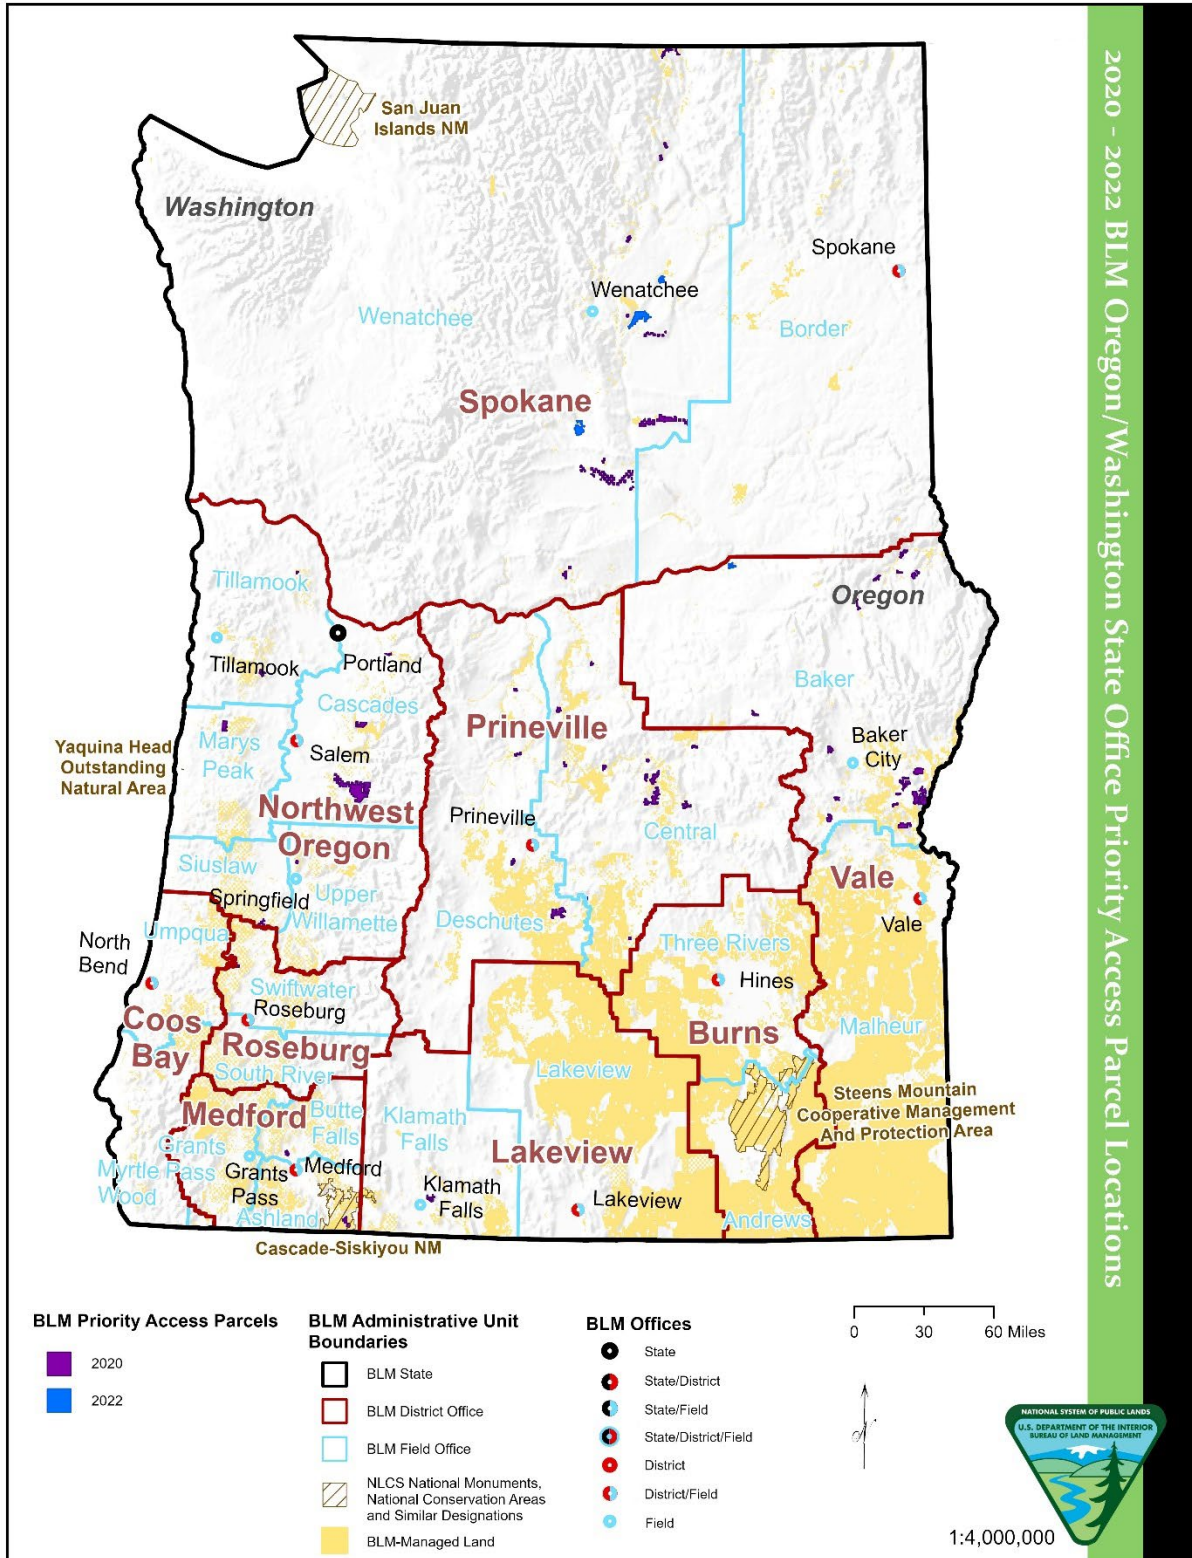 2020 - 2022 BLM Oregon/Washington State Office Priority Access Parcel Locations
San Juan
Islands NM
Washington
Spokane
Wenatchee
Wenatchee
Border
Spokane
Tillamook
Oregon
Tillamook
Portland
Cascades
Baker
Prineville
Marys
Peak
Salem
Baker
City
Yaquina Head
Outstanding
Natural Area
Northwest
Oregon
Prineville
Central
Siuslaw
Vale
Springfield
Upper
Willamette
Deschutes
Vale
Umpqua
North
Bend
Three Rivers
Hines
Swiftwater
Roseburg
Coos
Bay
Roseburg
Burns
Malheur
South River
Lakeview
Steens Mountain
Cooperative Management
And Protection Area
Medford
Butte
Falls
Klamath
Falls
Grants
Pass
Myrtle
Wood
Lakeview
Grants
Pass
Medford
Klamath
Falls
Lakeview
Ashland
Andrews
Cascade-Siskiyou NM
BLM Priority Access Parcels
2020
2022
BLM Administrative Unit
Boundaries
BLM State
BLM District Office
BLM Field Office
NLCS National Monuments,
National Conservation Areas
and Similar Designations
BLM-Managed Land
BLM Offices
State
State/District
State/Field
State/District/Field
District
District/Field
Field
0 30 60 Miles
N
1:4,000,000
NATIONAL SYSTEM OF PUBLIC LANDS
U.S. DEPARTMENT OF THE INTERIOR
BUREAU OF LAND MANAGEMENT